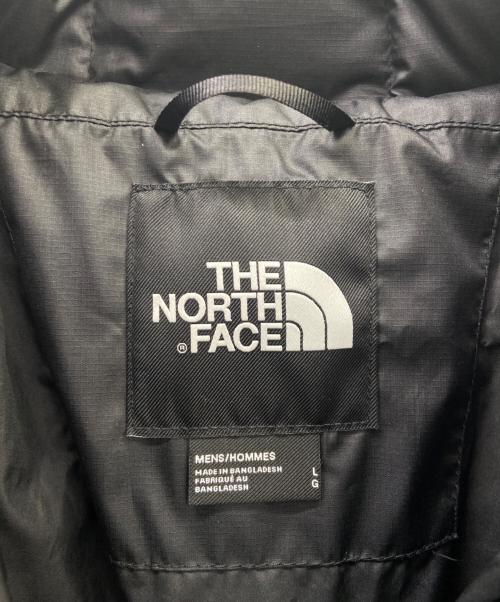 THE
NORTH
® FACE
MENS/HOMMES
MADE IN BANGLADESH
FABRIQUÉ AU
BANGLADESH
L
G